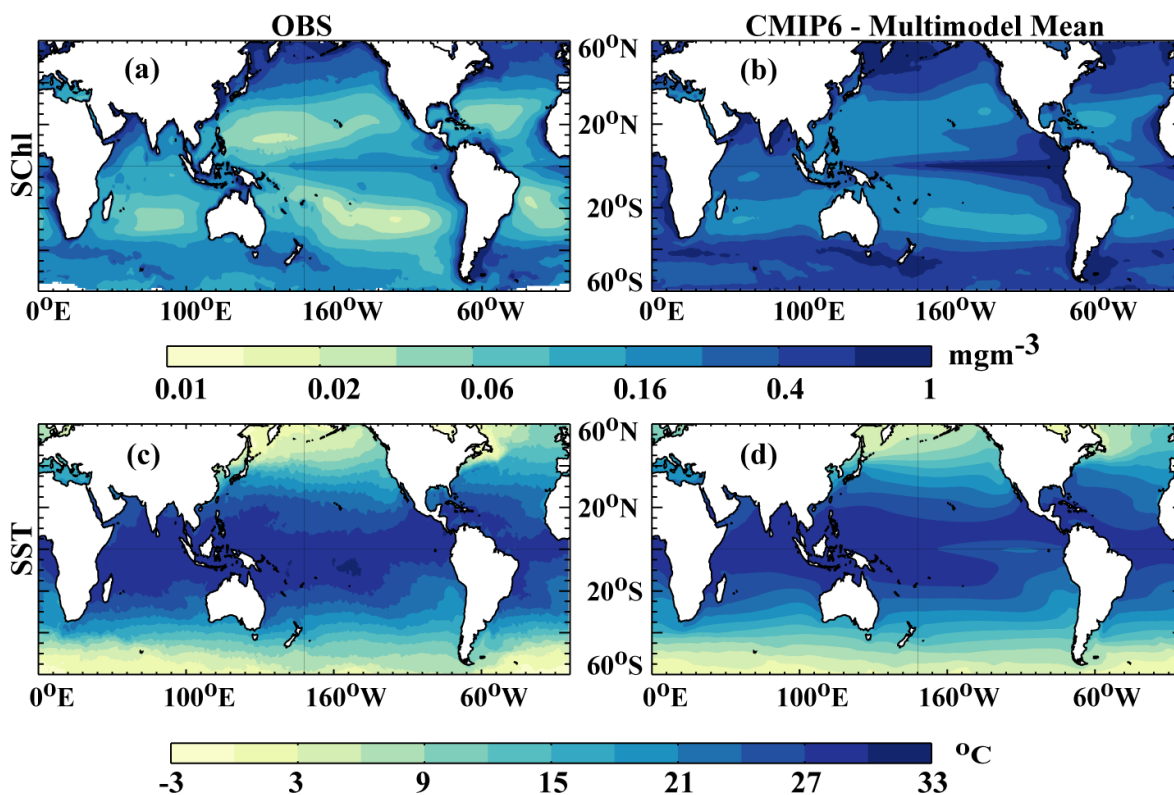 OBS
CMIP6 - Multimodel Mean
SChl
(a)
60ºN
20ºN
20ºS
60ºS
(b)
0ºE
100ºE
160ºW
60ºW
0ºE
100ºE
160ºW
60ºW
0.01
0.02
0.06
0.16
0.4
1
mgm⁻³
SST
(c)
60ºN
20ºN
20ºS
60ºS
(d)
0ºE
100ºE
160ºW
60ºW
0ºE
100ºE
160ºW
60ºW
-3
3
9
15
21
27
33
ºC